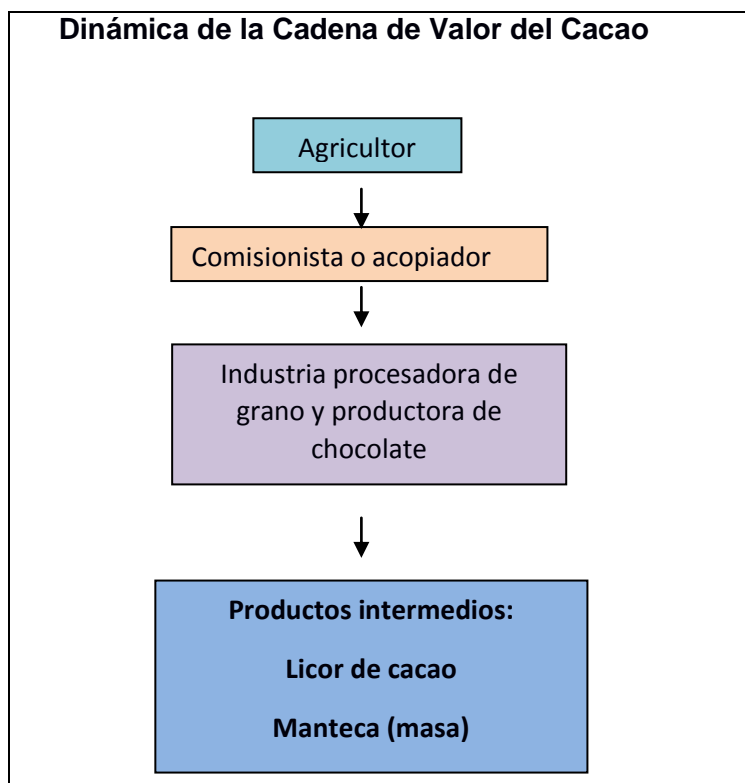 Dinámica de la Cadena de Valor del Cacao
Agricultor
Comisionista o acopiador
Industria procesadora de
grano y productora de
chocolate
Productos intermedios:
Licor de cacao
Manteca (masa)